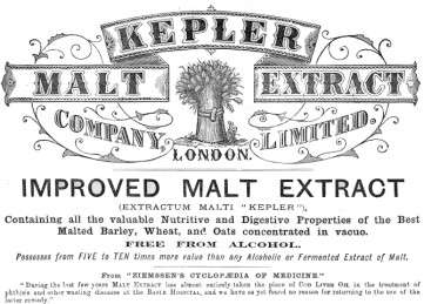 KEPLER
MALT EXTRACT
COMPANY LIMITED.
LONDON.
IMPROVED MALT EXTRACT
(EXTRACTUM MALTI "KEPLER"),
Containing all the valuable Nutritive and Digestive Properties of the Best
Malted Barley, Wheat, and Oats concentrated in vacuo.
FREE FROM ALCOHOL.
Possesses from FIVE to TEN times more value than any Alcoholic or Fermented Extract of Malt.
From "ZIEMSSEN'S CYCLOPÆDIA OF MEDICINE."
"During the last few years MALT EXTRACT has almost entirely taken the place of COD LIVER OIL in the treatment of
phthisis and other wasting diseases at the BASLE HOSPITAL, and we have as yet found no reason for returning to the use of the
latter remedy."